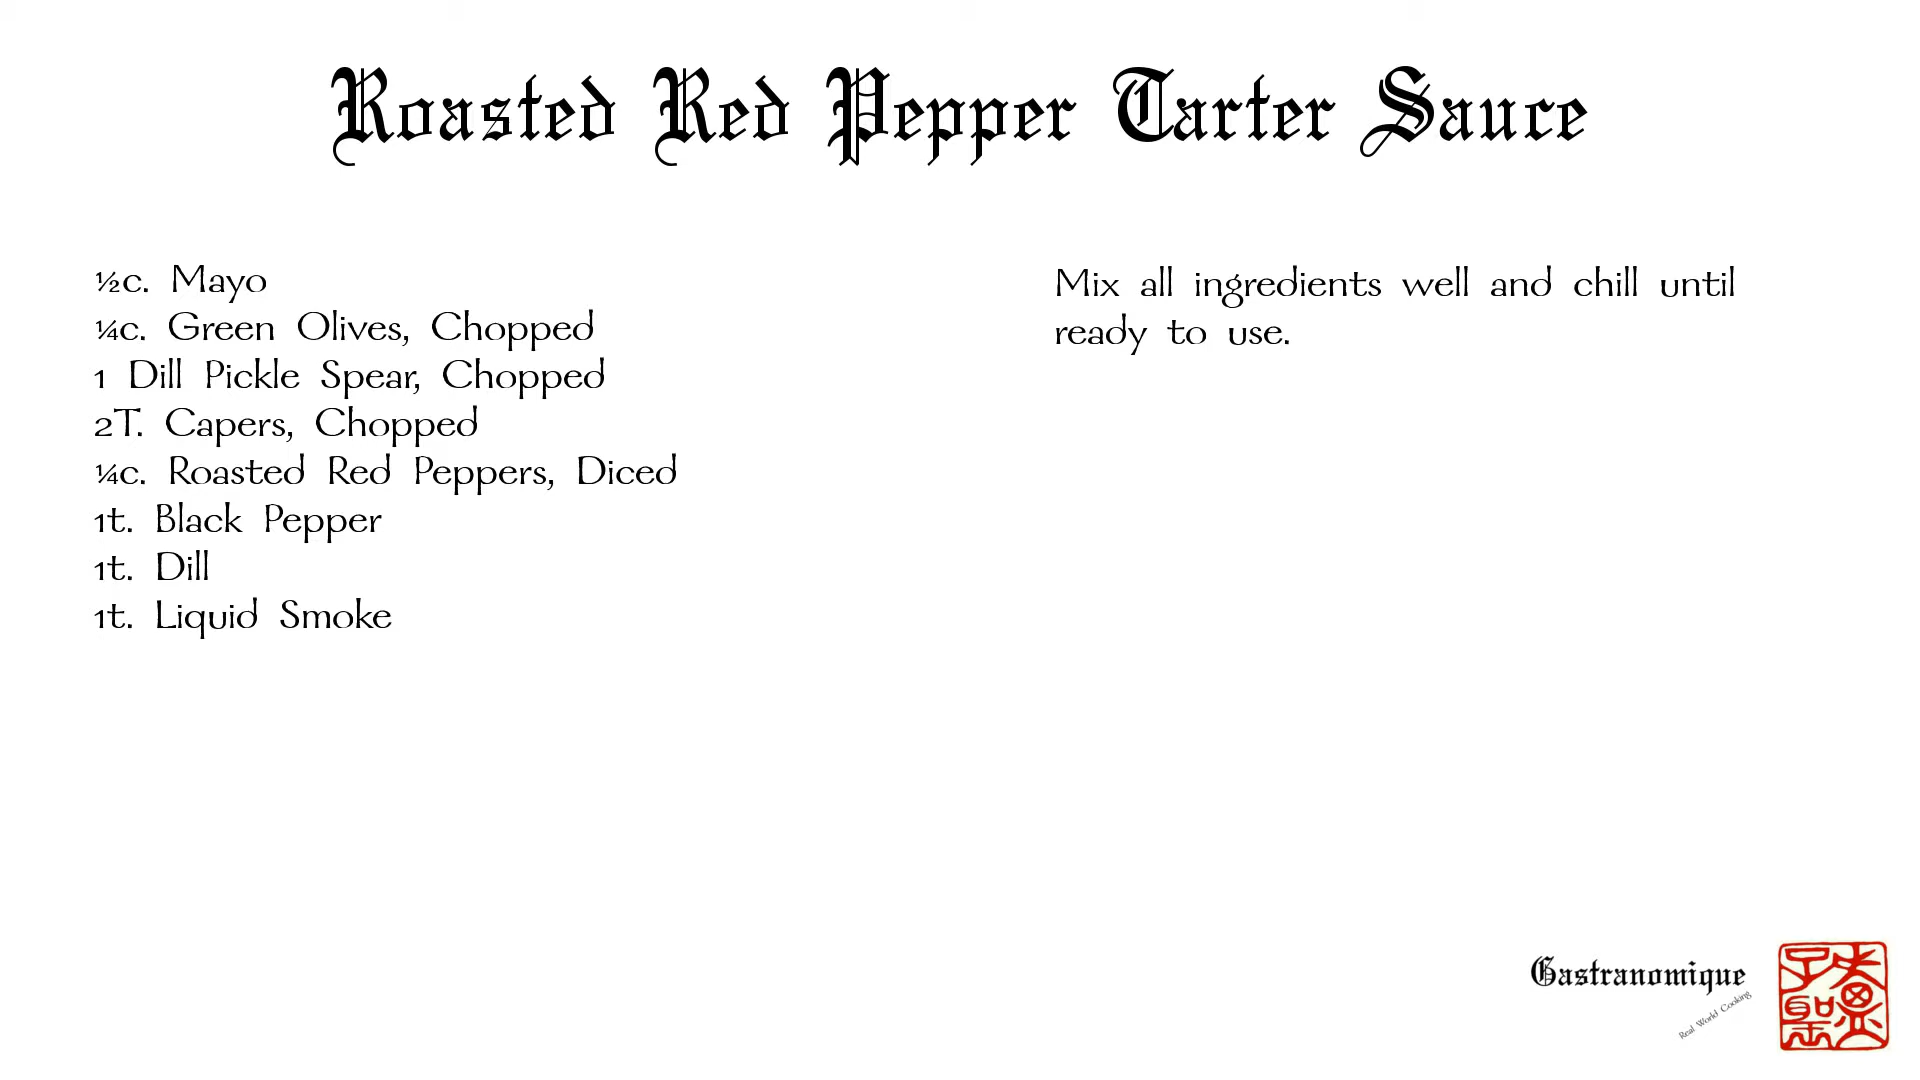 Roasted Red Pepper Tarter Sauce
½c. Mayo
¼c. Green Olives, Chopped
1 Dill Pickle Spear, Chopped
2T. Capers, Chopped
¼c. Roasted Red Peppers, Diced
1t. Black Pepper
1t. Dill
1t. Liquid Smoke
Mix all ingredients well and chill until
ready to use.
Gastranomique
Real World Cooking